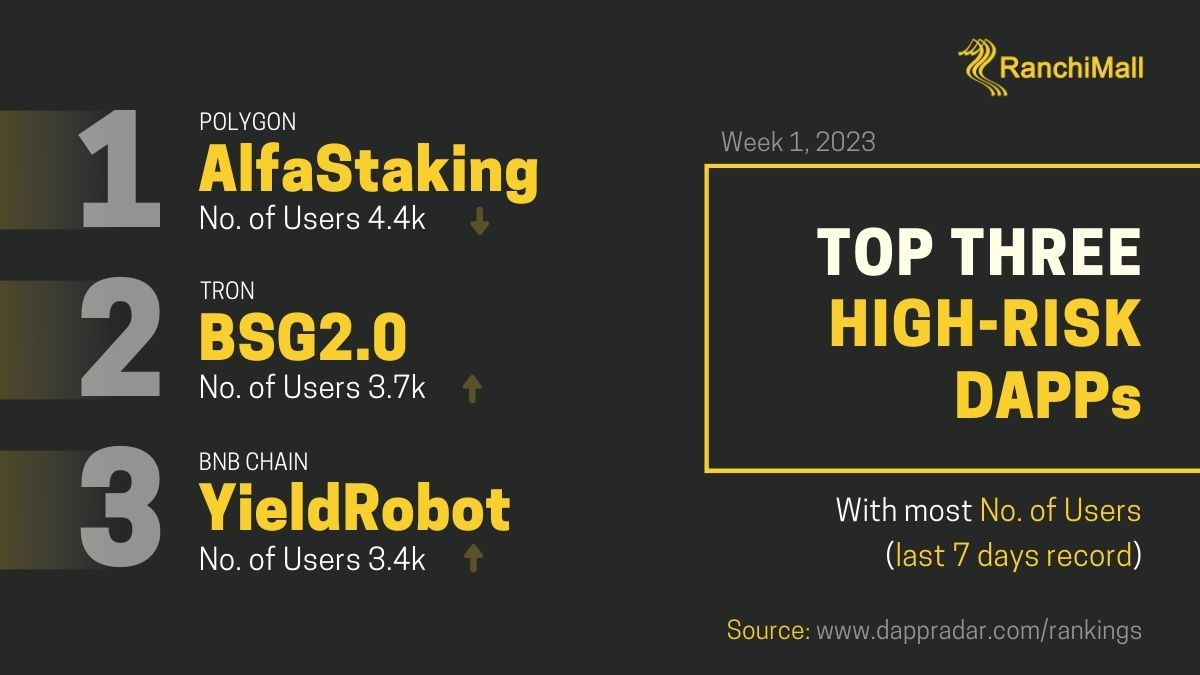 RanchiMall
Week 1, 2023
TOP THREE
HIGH-RISK
DAPPs
With most No. of Users
(last 7 days record)
Source: www.dappradar.com/rankings
1
POLYGON
AlfaStaking
No. of Users 4.4k
2
TRON
BSG2.0
No. of Users 3.7k
3
BNB CHAIN
YieldRobot
No. of Users 3.4k